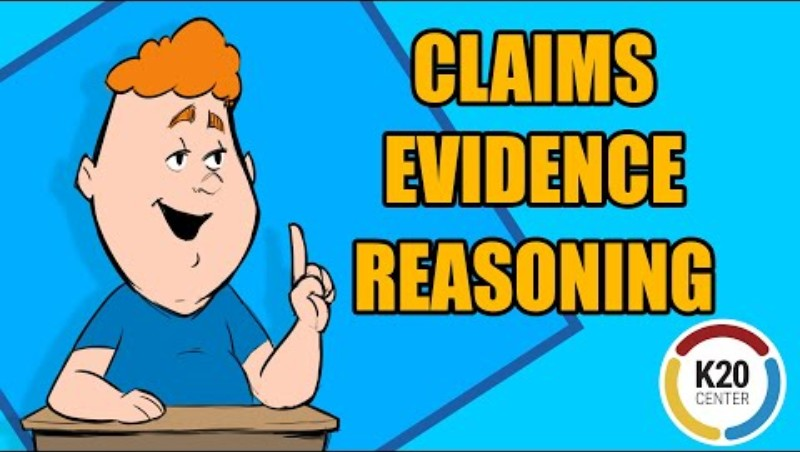 CLAIMS
EVIDENCE
REASONING
K20
CENTER